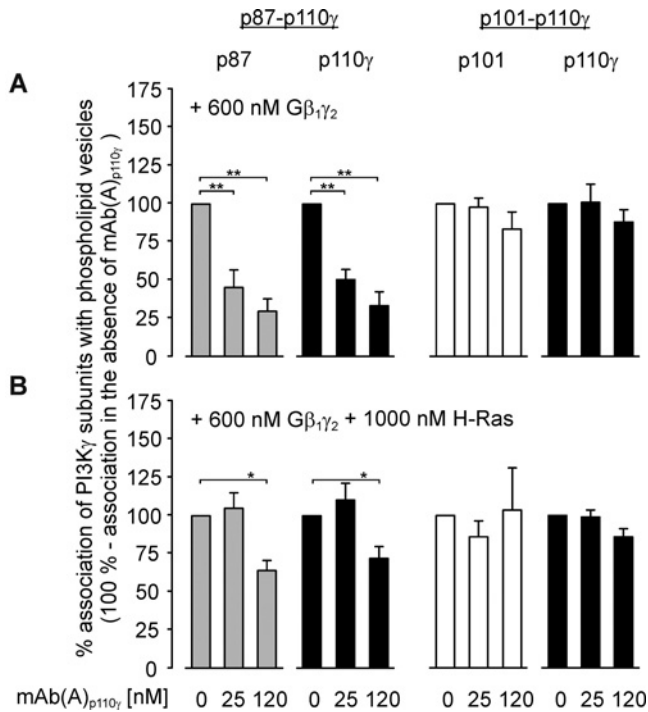 p87-p110γ p101-p110γ
p87 p110γ p101 p110γ
A
% association of PI3Kγ subunits with phospholipid vesicles
(100 % - association in the absence of mAb(A)p110γ)
175
150
125
100
75
50
25
0
+ 600 nM Gβ1γ2
**
**
**
**
B
175
150
125
100
75
50
25
0
+ 600 nM Gβ1γ2 + 1000 nM H-Ras
*
*
mAb(A)p110γ [nM] 0 25 120 0 25 120 0 25 120 0 25 120